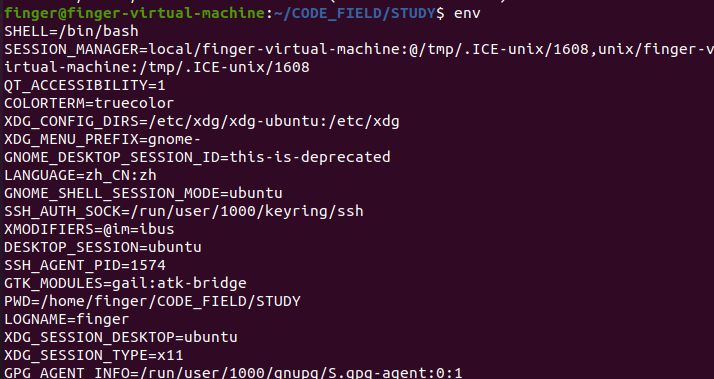 finger@finger-virtual-machine:~/CODE_FIELD/STUDY$ env
SHELL=/bin/bash
SESSION_MANAGER=local/finger-virtual-machine:@/tmp/.ICE-unix/1608,unix/finger-v
irtual-machine:/tmp/.ICE-unix/1608
QT_ACCESSIBILITY=1
COLORTERM=truecolor
XDG_CONFIG_DIRS=/etc/xdg/xdg-ubuntu:/etc/xdg
XDG_MENU_PREFIX=gnome-
GNOME_DESKTOP_SESSION_ID=this-is-deprecated
LANGUAGE=zh_CN:zh
GNOME_SHELL_SESSION_MODE=ubuntu
SSH_AUTH_SOCK=/run/user/1000/keyring/ssh
XMODIFIERS=@im=ibus
DESKTOP_SESSION=ubuntu
SSH_AGENT_PID=1574
GTK_MODULES=gail:atk-bridge
PWD=/home/finger/CODE_FIELD/STUDY
LOGNAME=finger
XDG_SESSION_DESKTOP=ubuntu
XDG_SESSION_TYPE=x11
GPG_AGENT_INFO=/run/user/1000/gnupg/S.gpg-agent:0:1